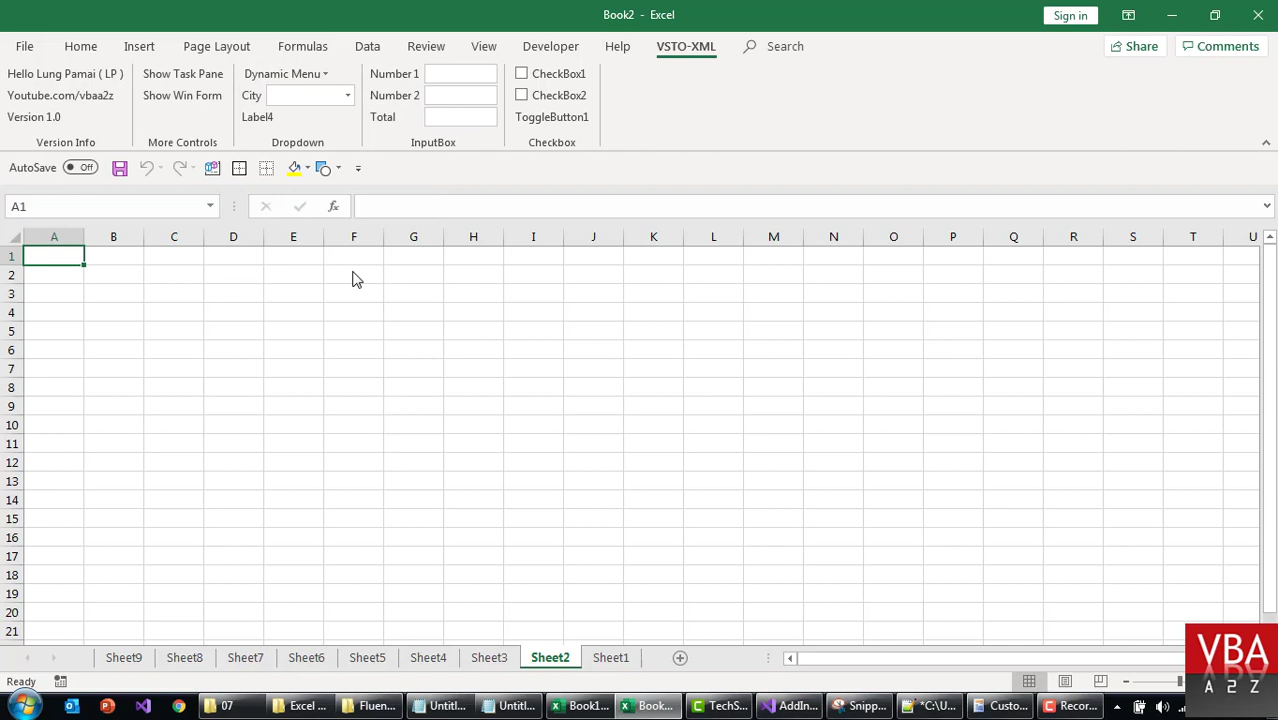 Book2 - Excel
Sign in
File Home Insert Page Layout Formulas Data Review View Developer Help VSTO-XML Search Share Comments
Hello Lung Pamai ( LP ) Show Task Pane Dynamic Menu Number 1 CheckBox1
Youtube.com/vbaa2z Show Win Form City Number 2 CheckBox2
Version 1.0 Label4 Total ToggleButton1
Version Info More Controls Dropdown InputBox Checkbox
AutoSave Off
A1 fx
A B C D E F G H I J K L M N O P Q R S T U
1
2
3
4
5
6
7
8
9
10
11
12
13
14
15
16
17
18
19
20
21
Sheet9 Sheet8 Sheet7 Sheet6 Sheet5 Sheet4 Sheet3 Sheet2 Sheet1
Ready
VBA
A 2 Z
07 Excel ... Fluen... Untitl... Untitl... Book1... Book... TechS... AddIn... Snipp... *C:\U... Custo... Recor...